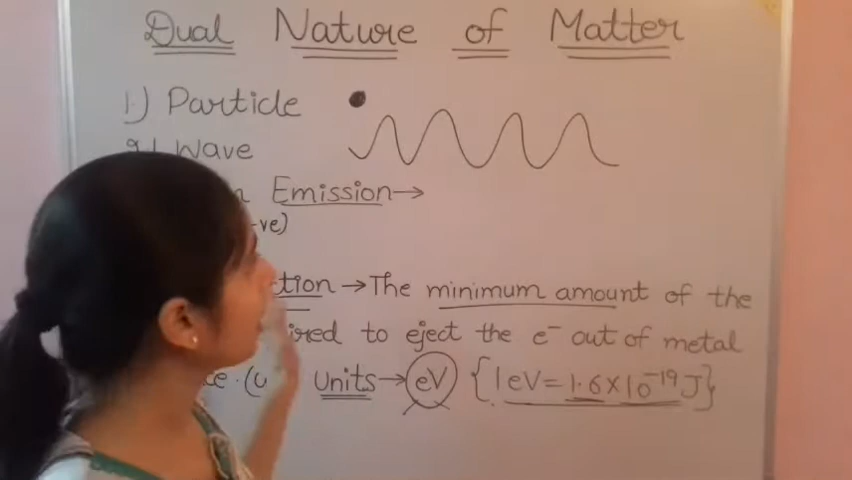 Dual Nature of Matter
1.) Particle
Wave
Emission →
-ve)
tion → The minimum amount of the
ired to eject the e⁻ out of metal
ce. Units → eV {1eV = 1.6 × 10⁻¹⁹ J}